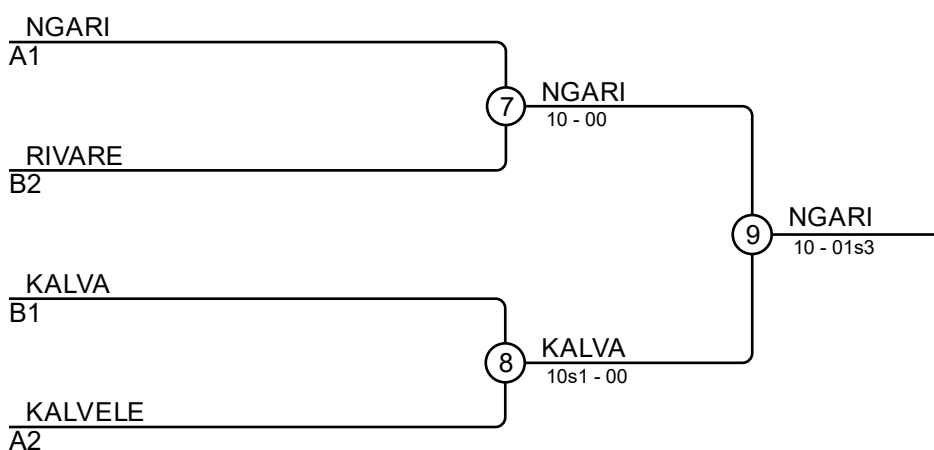 NGARI
A1
7
NGARI
10 - 00
RIVARE
B2
9
NGARI
10 - 01s3
KALVA
B1
8
KALVA
10s1 - 00
KALVELE
A2